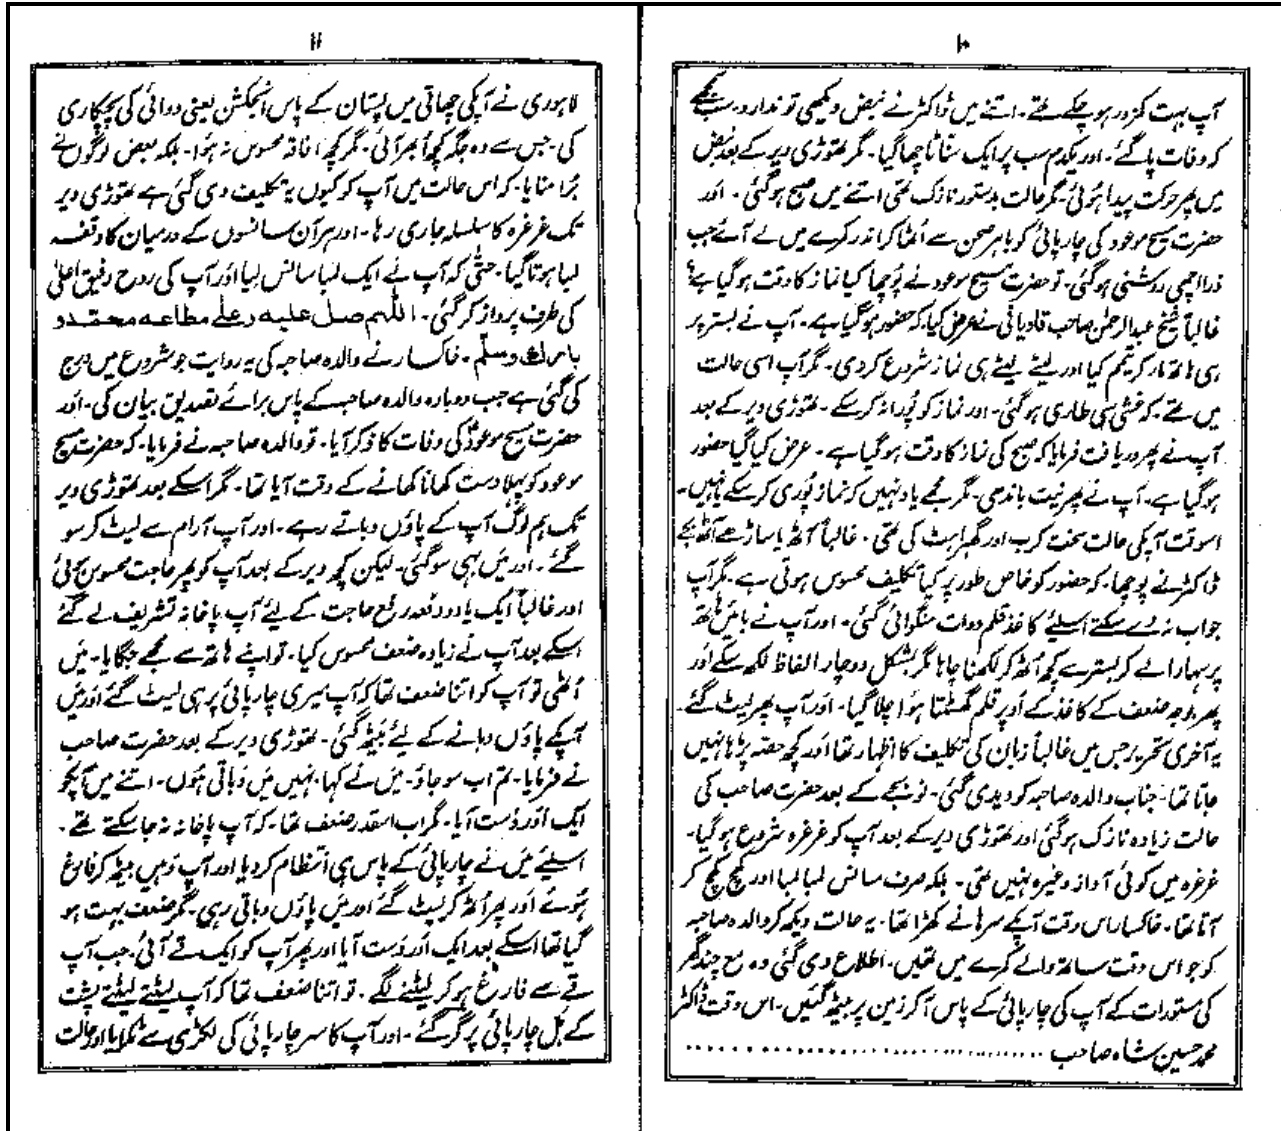 ۱۰
آپ بہت کمزور ہو چکے تھے۔ اتنے میں ڈاکٹر نے نبض دیکھی تو ندارد۔ سب سمجھے
کہ وفات پا گئے۔ اور یکدم سب پر ایک سناٹا چھا گیا۔ مگر تھوڑی دیر کے بعد نبض
میں پھر حرکت پیدا ہوئی۔ مگر حالت بدستور نازک تھی اتنے میں صبح ہو گئی۔ اور
حضرت مسیح موعود کی چارپائی کو باہر صحن سے اُٹھا کر اندر کمرے میں لے آئے جب
ذرا اچھی روشنی ہو گئی۔ تو حضرت مسیح موعود نے پُوچھا کیا نماز کا وقت ہو گیا ہے؟
غالباً شیخ عبدالرحمٰن صاحب قادیانی نے عرض کیا کہ حضور ہو گیا ہے۔ آپ نے بستر پر
ہی ہاتھ مار کر تیمم کیا اور لیٹے لیٹے ہی نماز شروع کر دی۔ مگر آپ اسی حالت
میں تھے۔ کہ غشی سی طاری ہو گئی۔ اور نماز کو پُورا نہ کر سکے۔ تھوڑی دیر کے بعد
آپ نے پھر دریافت فرمایا کہ صبح کی نماز کا وقت ہو گیا ہے۔ عرض کیا گیا حضور
ہو گیا ہے۔ آپ نے پھر نیت باندھی۔ مگر مجھے یاد نہیں کہ نماز پُوری کر سکے یا نہیں۔
اسوقت آپکی حالت سخت کرب اور گھبراہٹ کی تھی۔ غالباً آٹھ یا ساڑھے آٹھ بجے
ڈاکٹر نے پوچھا۔ کہ حضور کو خاص طور پر کیا تکلیف محسوس ہوتی ہے۔ مگر آپ
جواب نہ دے سکتے اسلیئے کاغذ قلم دوات منگوائی گئی۔ اور آپ نے بائیں ہاتھ
پر سہارا لے کر بستر سے کچھ اُٹھ کر لکھنا چاہا مگر بمشکل دو چار الفاظ لکھ سکے اور
پھر بوجہ ضعف کے کاغذ کے اُوپر قلم گھسٹتا ہوا چلا گیا۔ اور آپ پھر لیٹ گئے۔
یہ آخری تحریر جس میں غالباً زبان کی تکلیف کا اظہار تھا اور کچھ حصہ پڑھا نہیں
جاتا تھا۔ جناب والدہ صاحبہ کو دیدی گئی۔ نو بجے کے بعد حضرت صاحب کی
حالت زیادہ نازک ہو گئی اور تھوڑی دیر کے بعد آپ کو غرغرہ شروع ہو گیا۔
غرغرہ میں کوئی آواز وغیرہ نہیں تھی۔ بلکہ صرف سانس لمبا لمبا اور کھچ کھچ کر
آتا تھا۔ خاکسار اس وقت آپکے سرہانے کھڑا تھا۔ یہ حالت دیکھ کر والدہ صاحبہ
کو جو اس وقت ساتھ والے کمرے میں تھیں۔ اطلاع دی گئی وہ مع چند گھر
کی مستورات کے آپ کی چارپائی کے پاس آ کر زمین پر بیٹھ گئیں۔ اس وقت ڈاکٹر
محمد حسین شاہ صاحب ........................................
۱۱
لاہوری نے آپکی چھاتی میں پستان کے پاس انجکشن یعنی دوائی کی پچکاری
کی۔ جس سے وہ جگہ کچھ اُبھر آئی۔ مگر کچھ افاقہ محسوس نہ ہُوا۔ بلکہ بعض لوگوں نے
بُرا منایا۔ کہ اس حالت میں آپ کو کیوں یہ تکلیف دی گئی ہے تھوڑی دیر
تک غرغرہ کا سلسلہ جاری رہا۔ اور ہر آن سانسوں کے درمیان کا وقفہ
لمبا ہوتا گیا۔ حتٰی کہ آپ نے ایک لمبا سانس لیا اور آپ کی روح رفیق اعلیٰ
کی طرف پرواز کر گئی۔ اللٰہم صل علیہ وعلےٰ مطاعہ محمد و
بارك وسلم۔ خاکسار نے والدہ صاحبہ کی یہ روایت جو شروع میں درج
کی گئی ہے جب دوبارہ والدہ صاحبہ کے پاس برائے تصدیق بیان کی۔ اور
حضرت مسیح موعودؑ کی وفات کا ذکر آیا۔ تو والدہ صاحبہ نے فرمایا۔ کہ حضرت مسیح
موعود کو پہلا دست کھانا کھانے کے وقت آیا تھا۔ مگر اسکے بعد تھوڑی دیر
تک ہم لوگ آپ کے پاؤں دباتے رہے۔ اور آپ آرام سے لیٹ کر سو
گئے۔ اور میں بھی سو گئی۔ لیکن کچھ دیر کے بعد آپ کو پھر حاجت محسوس ہوئی
اور غالباً ایک یا دو دفعہ رفع حاجت کے لیئے آپ پاخانہ تشریف لے گئے
اسکے بعد آپ نے زیادہ ضعف محسوس کیا۔ تو اپنے ہاتھ سے مجھے جگایا۔ میں
اُٹھی تو آپ کو اتنا ضعف تھا کہ آپ میری چارپائی پر ہی لیٹ گئے اور میں
آپکے پاؤں دبانے کے لیئے بیٹھ گئی۔ تھوڑی دیر کے بعد حضرت صاحب
نے فرمایا۔ تم اب سو جاؤ۔ میں نے کہا۔ نہیں میں دباتی ہوں۔ اتنے میں آپکو
ایک اور دست آیا۔ مگر اب اسقدر ضعف تھا۔ کہ آپ پاخانہ نہ جا سکتے تھے۔
اسلیئے میں نے چارپائی کے پاس ہی انتظام کر دیا اور آپ وہیں بیٹھ کر فارغ
ہوئے اور پھر اُٹھ کر لیٹ گئے اور میں پاؤں دباتی رہی۔ مگر ضعف بہت ہو
گیا تھا اسکے بعد ایک اور دست آیا اور پھر آپ کو ایک قے آئی۔ جب آپ
قے سے فارغ ہو کر لیٹنے لگے۔ تو اتنا ضعف تھا کہ آپ لیٹتے لیٹتے پشت
کے بل چارپائی پر گر گئے۔ اور آپ کا سر چارپائی کی لکڑی سے ٹکرایا اور حالت